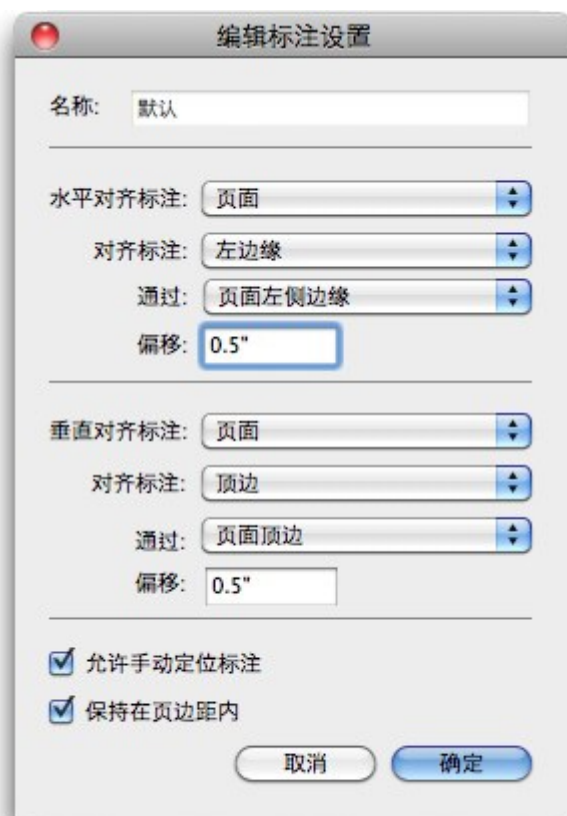 编辑标注设置
名称: 默认
水平对齐标注: 页面
对齐标注: 左边缘
通过: 页面左侧边缘
偏移: 0.5"
垂直对齐标注: 页面
对齐标注: 顶边
通过: 页面顶边
偏移: 0.5"
允许手动定位标注
保持在页边距内
取消 确定